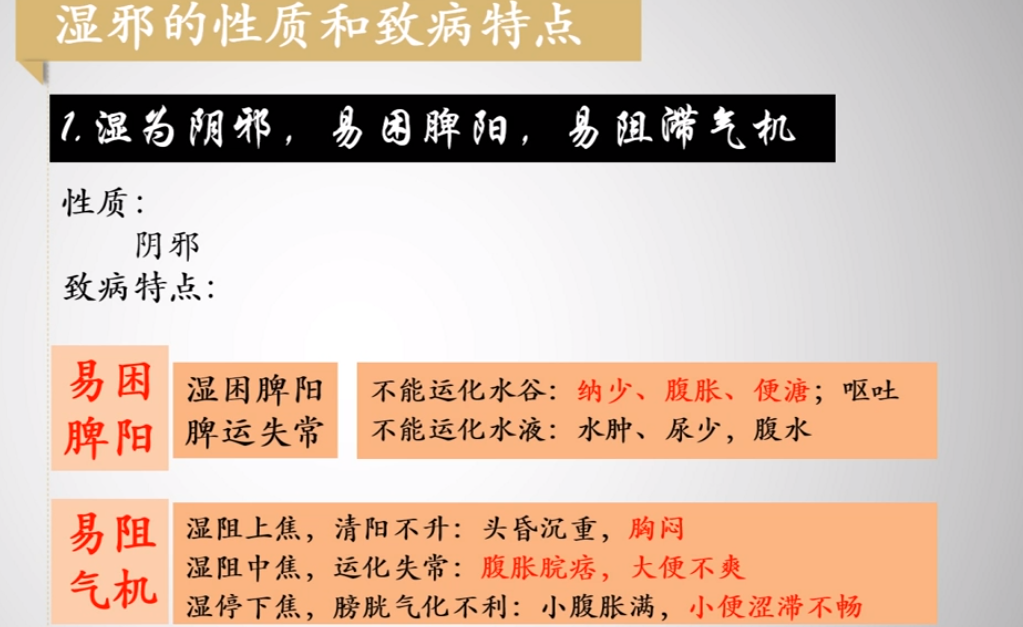 湿邪的性质和致病特点
1.湿为阴邪，易困脾阳，易阻滞气机
性质：
阴邪
致病特点：
易困
脾阳
湿困脾阳
脾运失常
不能运化水谷：纳少、腹胀、便溏；呕吐
不能运化水液：水肿、尿少，腹水
易阻
气机
湿阻上焦，清阳不升：头昏沉重，胸闷
湿阻中焦，运化失常：腹胀脘痞，大便不爽
湿停下焦，膀胱气化不利：小腹胀满，小便涩滞不畅